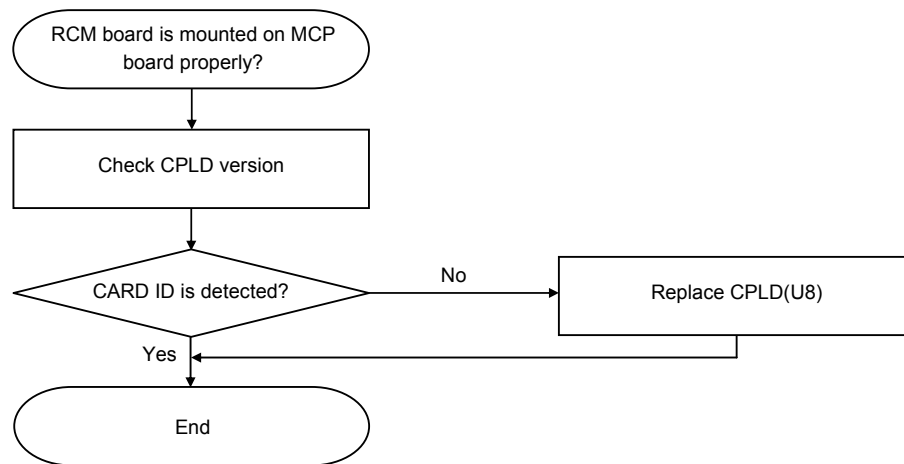 RCM board is mounted on MCP
board properly?
Check CPLD version
CARD ID is detected?
No
Replace CPLD(U8)
Yes
End